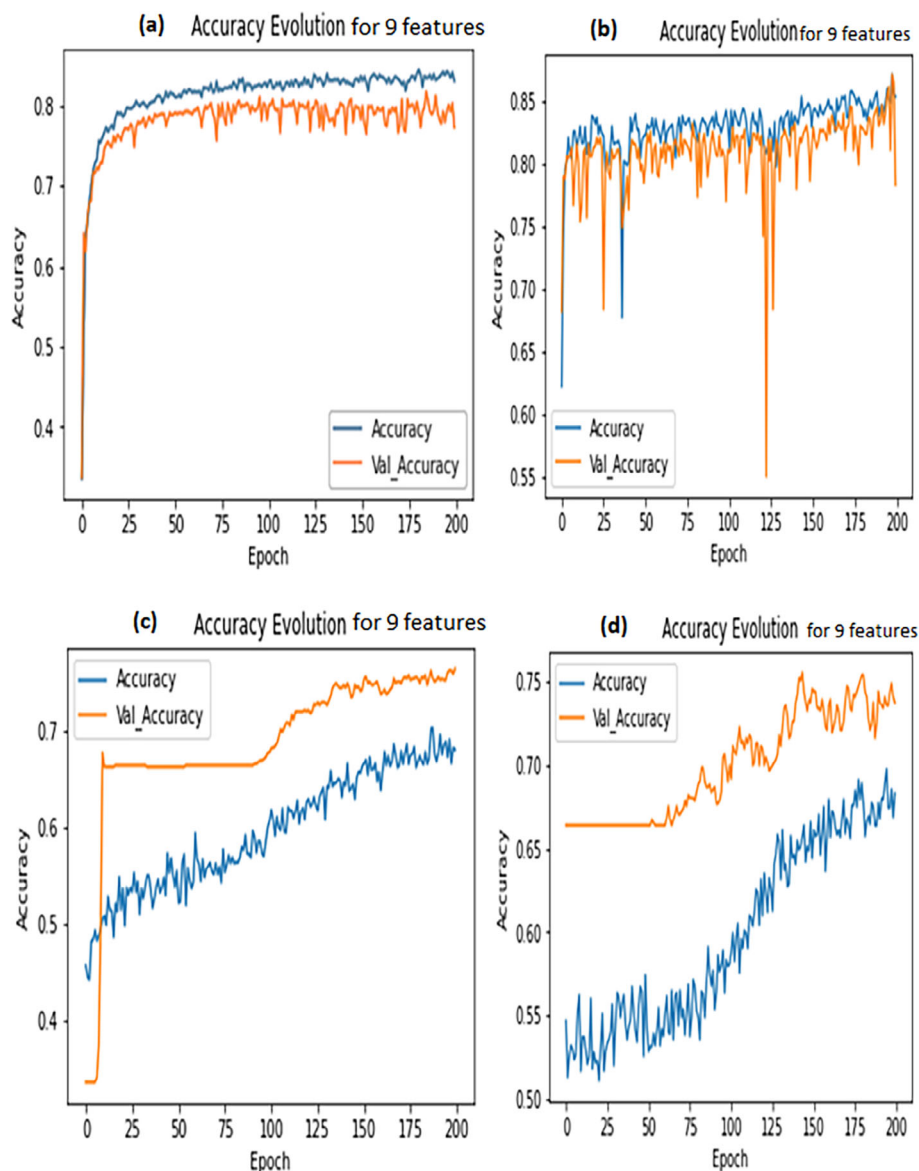 (a)
Accuracy Evolution for 9 features
Accuracy
0.8
0.7
0.6
0.5
0.4
Accuracy
Val_Accuracy
0 25 50 75 100 125 150 175 200
Epoch
(b)
Accuracy Evolution for 9 features
Accuracy
0.85
0.80
0.75
0.70
0.65
0.60
0.55
Accuracy
Val_Accuracy
0 25 50 75 100 125 150 175 200
Epoch
(c)
Accuracy Evolution for 9 features
Accuracy
Val_Accuracy
Accuracy
0.7
0.6
0.5
0.4
0 25 50 75 100 125 150 175 200
Epoch
(d)
Accuracy Evolution for 9 features
Accuracy
Val_Accuracy
Accuracy
0.75
0.70
0.65
0.60
0.55
0.50
0 25 50 75 100 125 150 175 200
Epoch